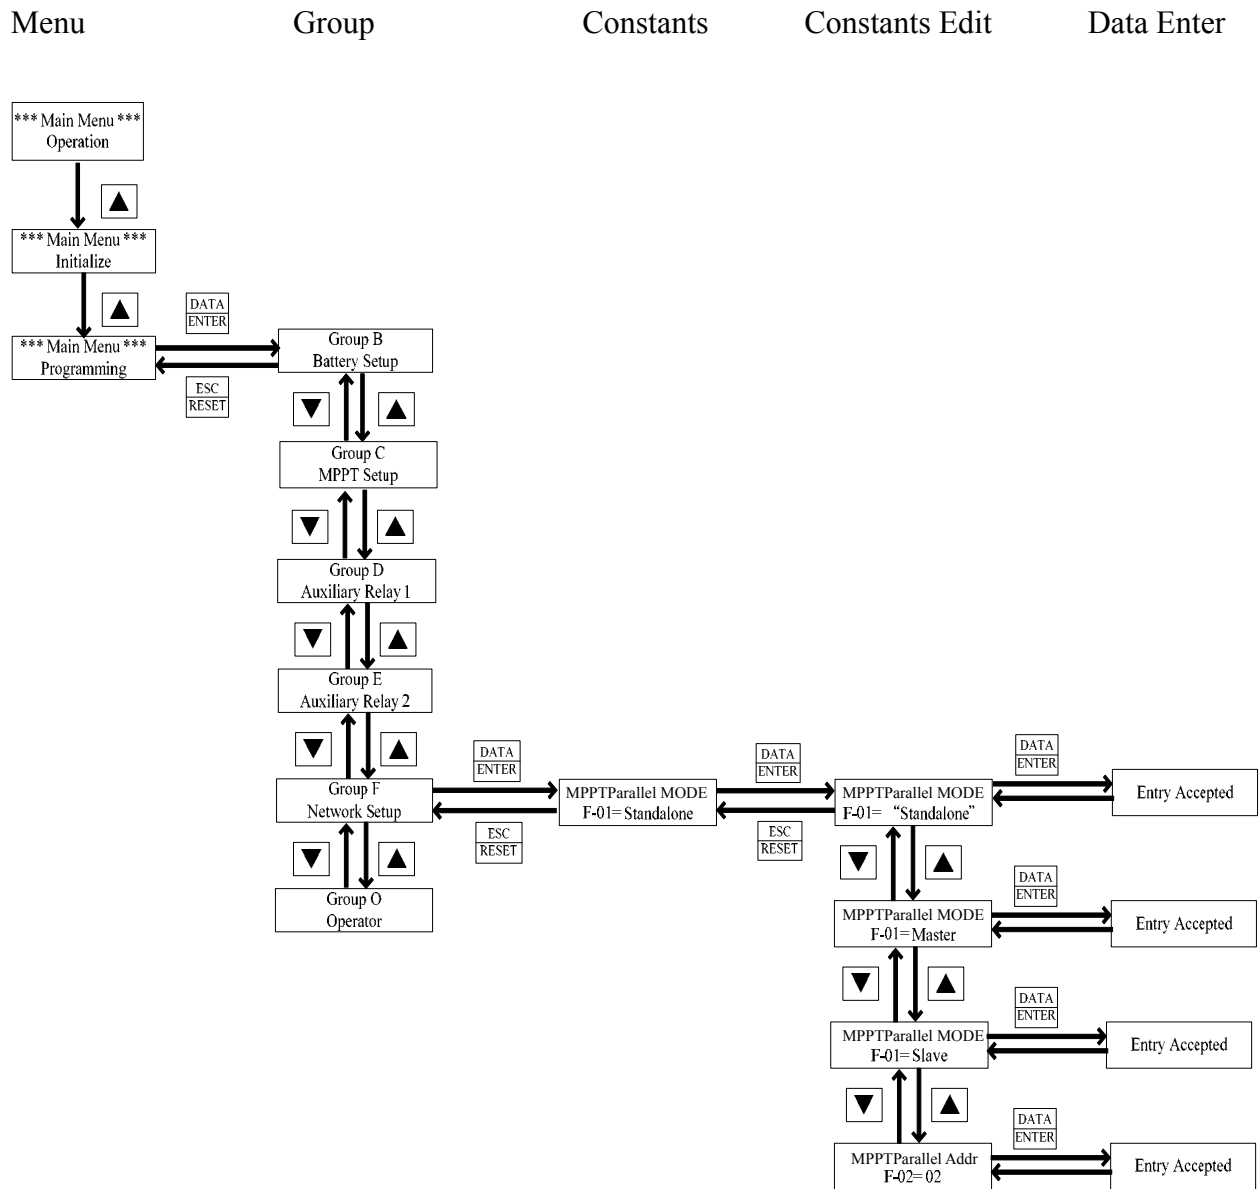 Menu Group Constants Constants Edit Data Enter
*** Main Menu ***
Operation
*** Main Menu ***
Initialize
*** Main Menu ***
Programming
DATA
ENTER
ESC
RESET
Group B
Battery Setup
Group C
MPPT Setup
Group D
Auxiliary Relay 1
Group E
Auxiliary Relay 2
Group F
Network Setup
Group O
Operator
DATA
ENTER
ESC
RESET
MPPTParallel MODE
F-01= Standalone
DATA
ENTER
ESC
RESET
MPPTParallel MODE
F-01= “Standalone”
DATA
ENTER
Entry Accepted
MPPTParallel MODE
F-01=Master
DATA
ENTER
Entry Accepted
MPPTParallel MODE
F-01=Slave
DATA
ENTER
Entry Accepted
MPPTParallel Addr
F-02=02
DATA
ENTER
Entry Accepted